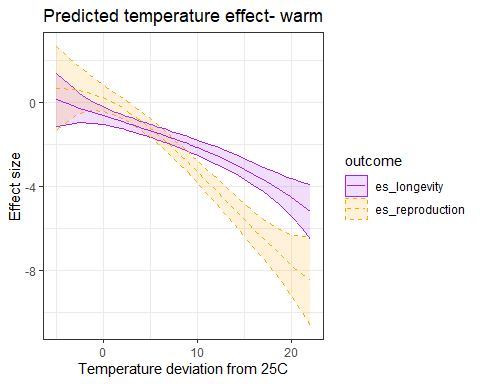 Predicted temperature effect- warm
0
-4
-8
Effect size
0
10
20
Temperature deviation from 25C
outcome
es_longevity
es_reproduction